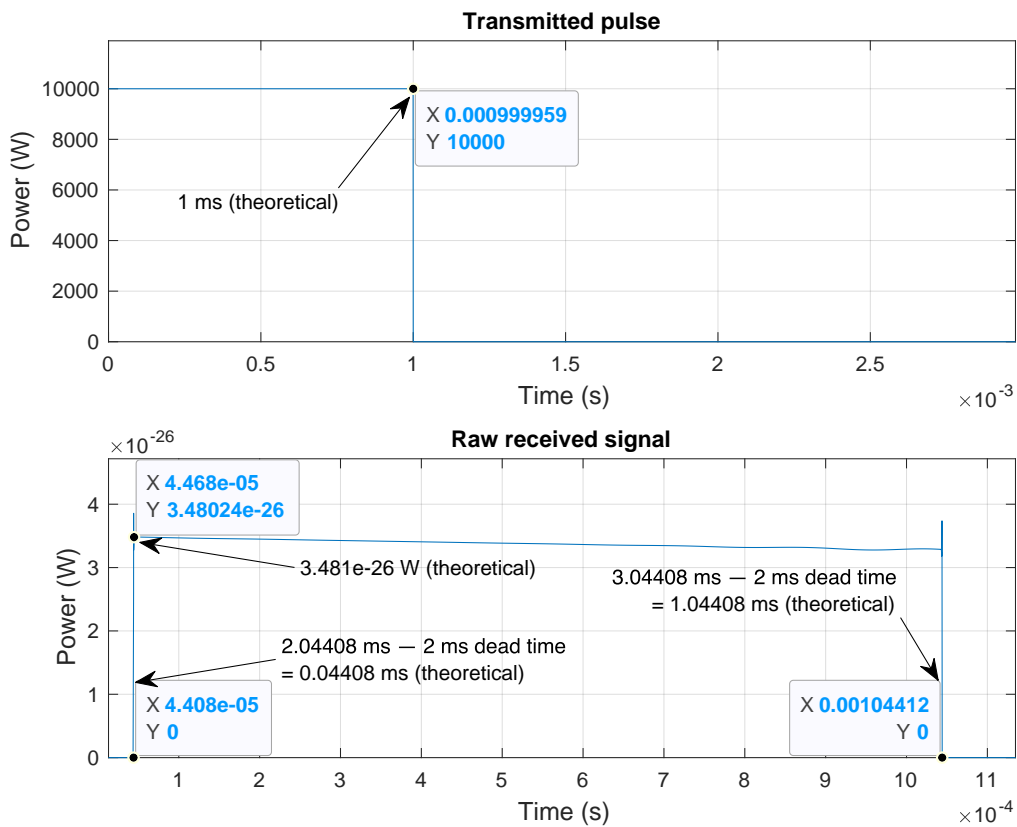 Transmitted pulse
Power (W)
10000
8000
6000
4000
2000
0
X 0.000999959
Y 10000
1 ms (theoretical)
0
0.5
1
1.5
2
2.5
Time (s)
×10-3
Raw received signal
×10-26
Power (W)
4
3
2
1
0
X 4.468e-05
Y 3.48024e-26
3.481e-26 W (theoretical)
3.04408 ms — 2 ms dead time
= 1.04408 ms (theoretical)
2.04408 ms — 2 ms dead time
= 0.04408 ms (theoretical)
X 4.408e-05
Y 0
X 0.00104412
Y 0
1
2
3
4
5
6
7
8
9
10
11
Time (s)
×10-4